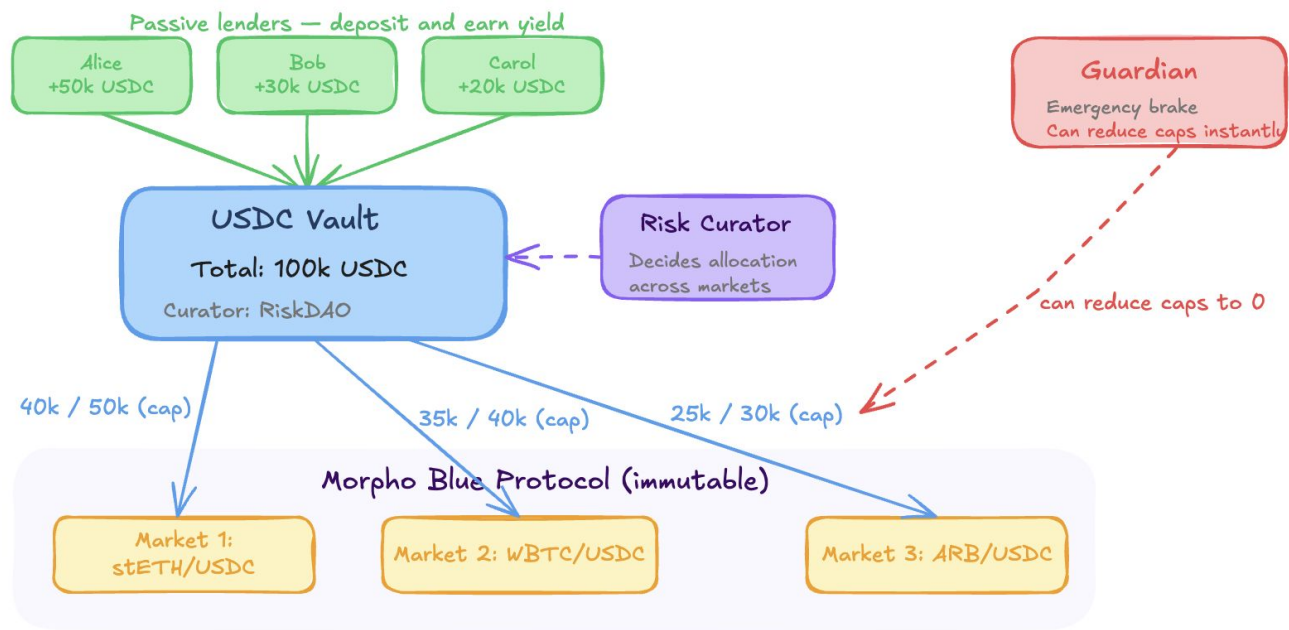 Passive lenders — deposit and earn yield
Alice
+50k USDC
Bob
+30k USDC
Carol
+20k USDC
Guardian
Emergency brake
Can reduce caps instantly
USDC Vault
Total: 100k USDC
Curator: RiskDAO
Risk Curator
Decides allocation
across markets
can reduce caps to 0
40k / 50k (cap)
35k / 40k (cap)
25k / 30k (cap)
Morpho Blue Protocol (immutable)
Market 1:
stETH/USDC
Market 2: WBTC/USDC
Market 3: ARB/USDC